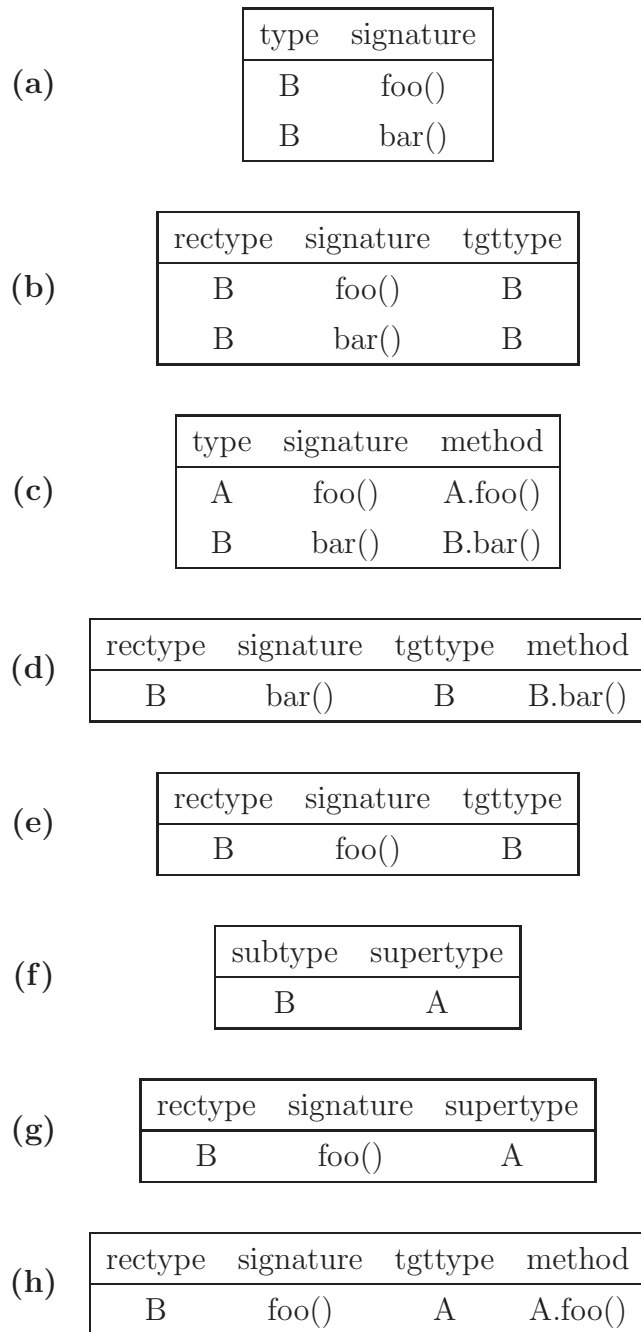 (a)
type signature
B foo()
B bar()
(b)
rectype signature tgttype
B foo() B
B bar() B
(c)
type signature method
A foo() A.foo()
B bar() B.bar()
(d)
rectype signature tgttype method
B bar() B B.bar()
(e)
rectype signature tgttype
B foo() B
(f)
subtype supertype
B A
(g)
rectype signature supertype
B foo() A
(h)
rectype signature tgttype method
B foo() A A.foo()